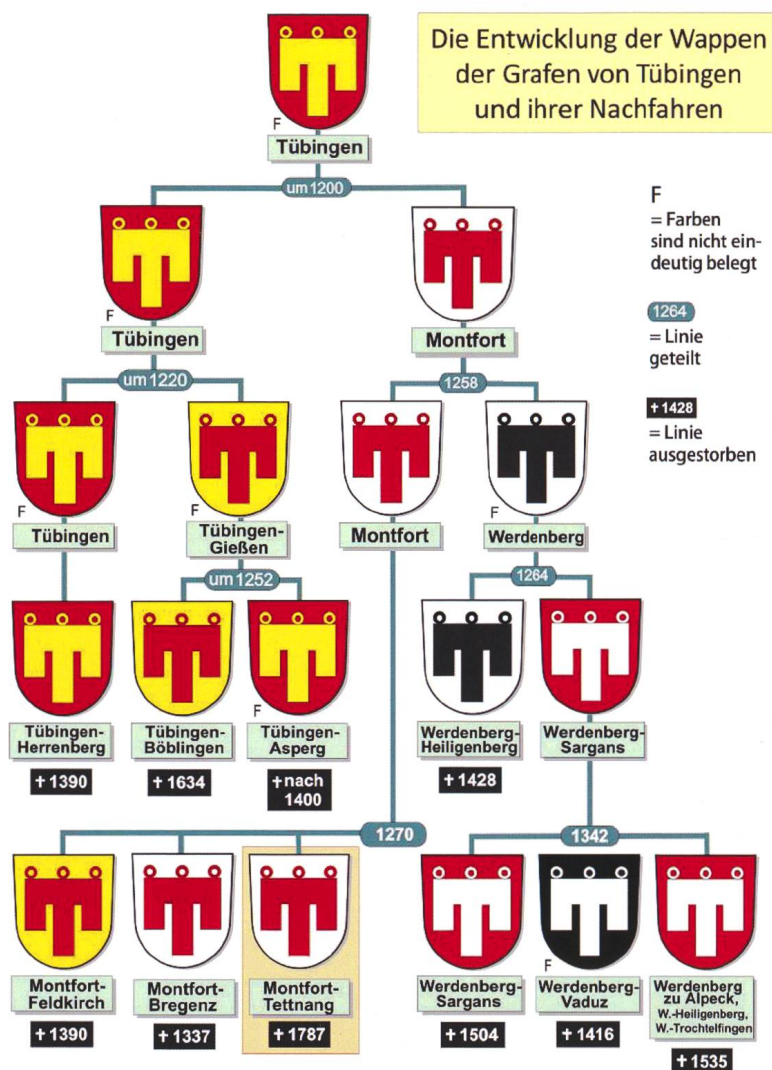 Die Entwicklung der Wappen
der Grafen von Tübingen
und ihrer Nachfahren
F
Tübingen
um 1200
F
= Farben
sind nicht ein-
deutig belegt
1264
= Linie
geteilt
✝1428
= Linie
ausgestorben
F
Tübingen
Montfort
um 1220
1258
F
Tübingen
F
Tübingen-
Gießen
Montfort
F
Werdenberg
um 1252
1264
Tübingen-
Herrenberg
✝1390
Tübingen-
Böblingen
✝1634
F
Tübingen-
Asperg
✝nach
1400
Werdenberg-
Heiligenberg
✝1428
Werdenberg-
Sargans
1270
1342
Montfort-
Feldkirch
✝1390
Montfort-
Bregenz
✝1337
Montfort-
Tettnang
✝1787
Werdenberg-
Sargans
✝1504
F
Werdenberg-
Vaduz
✝1416
Werdenberg
zu Alpeck,
W.-Heiligenberg,
W.-Trochtelfingen
✝1535